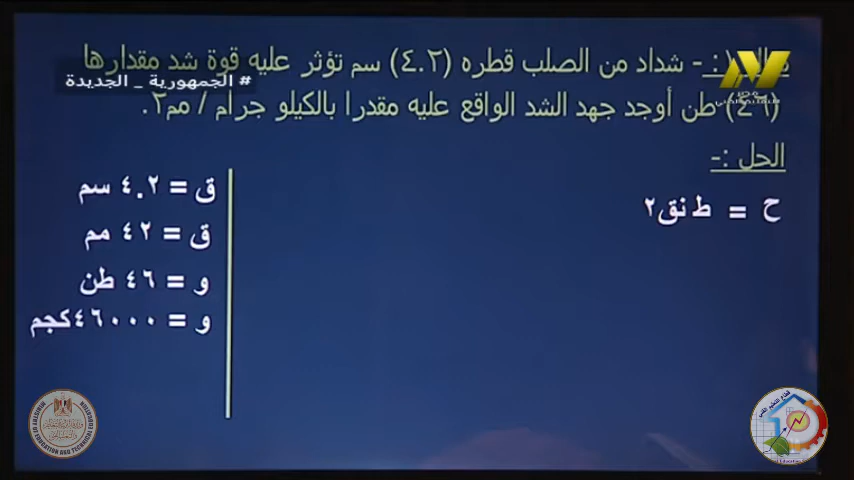 مثال ١ : - شداد من الصلب قطره (٤.٢) سم تؤثر عليه قوة شد مقدارها
# الجمهورية _ الجديدة
(٤٦) طن أوجد جهد الشد الواقع عليه مقدرا بالكيلو جرام / مم٢.
الحل :-
ح = ط نق٢
ق = ٤.٢ سم
ق = ٤٢ مم
و = ٤٦ طن
و = ٤٦٠٠٠كجم